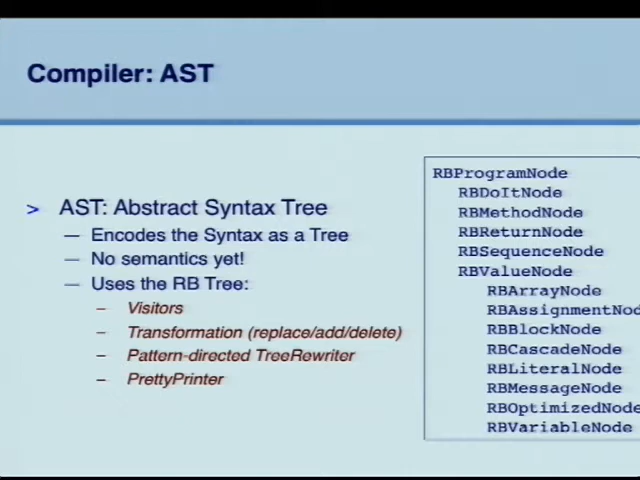 Compiler: AST
> AST: Abstract Syntax Tree
— Encodes the Syntax as a Tree
— No semantics yet!
— Uses the RB Tree:
– Visitors
– Transformation (replace/add/delete)
– Pattern-directed TreeRewriter
– PrettyPrinter
RBProgramNode
RBDoItNode
RBMethodNode
RBReturnNode
RBSequenceNode
RBValueNode
RBArrayNode
RBAssignmentNod
RBBlockNode
RBCascadeNode
RBLiteralNode
RBMessageNode
RBOptimizedNode
RBVariableNode